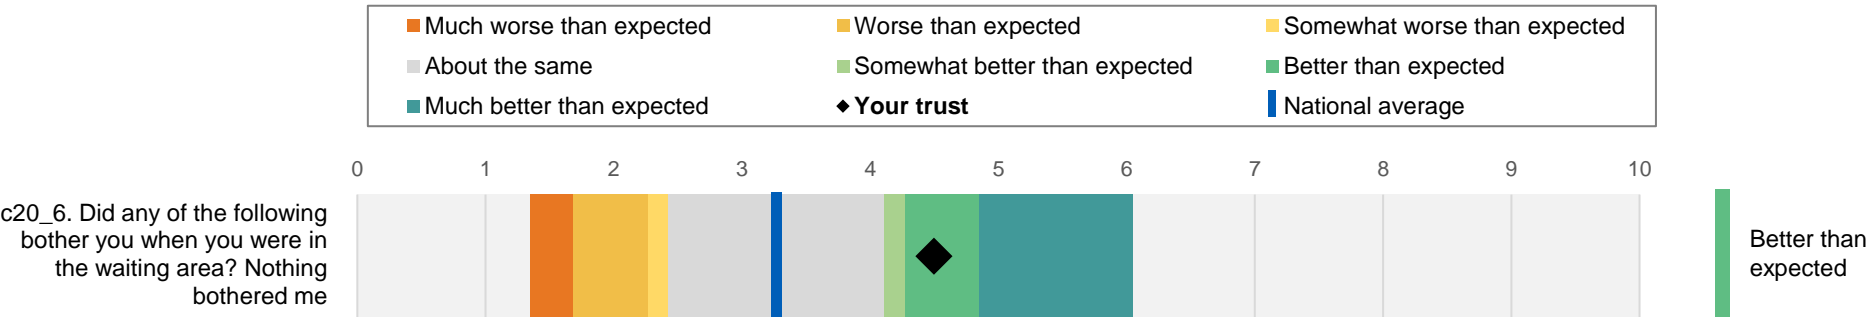 Much worse than expected
Worse than expected
Somewhat worse than expected
About the same
Somewhat better than expected
Better than expected
Much better than expected
Your trust
National average
0 1 2 3 4 5 6 7 8 9 10
c20_6. Did any of the following
bother you when you were in
the waiting area? Nothing
bothered me
Better than
expected